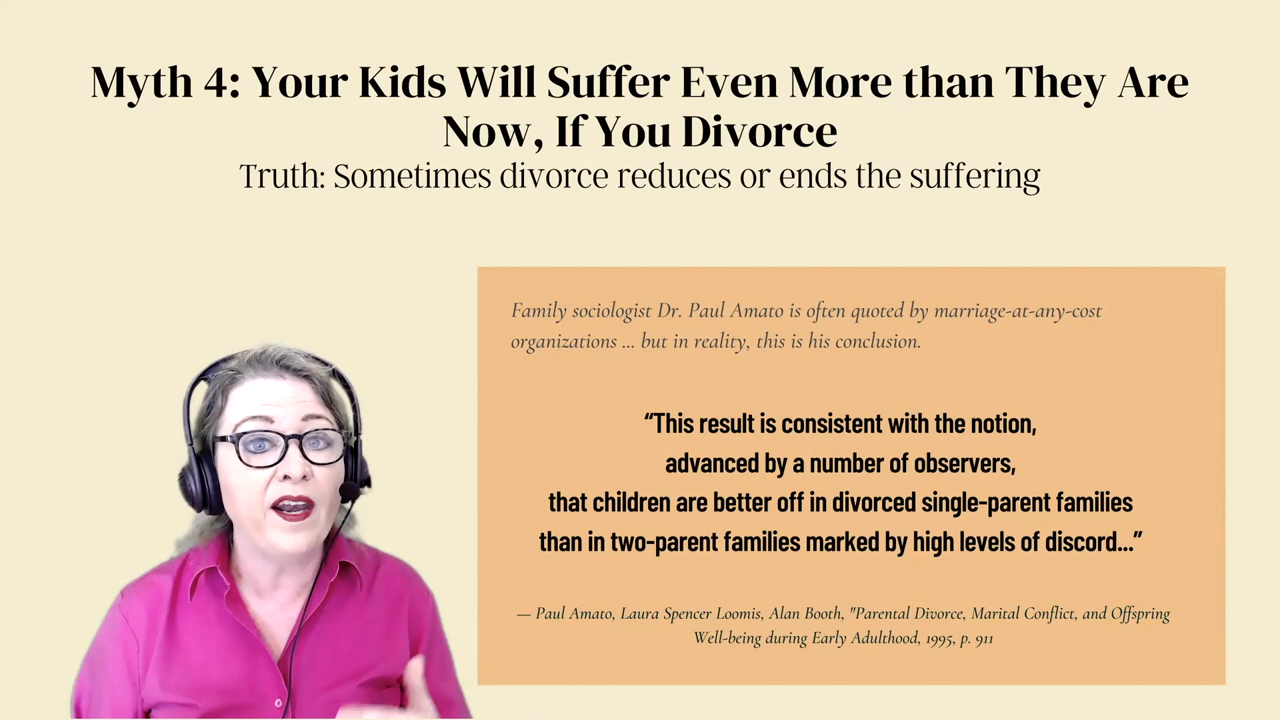 Myth 4: Your Kids Will Suffer Even More than They Are
Now, If You Divorce
Truth: Sometimes divorce reduces or ends the suffering
Family sociologist Dr. Paul Amato is often quoted by marriage-at-any-cost
organizations ... but in reality, this is his conclusion.
“This result is consistent with the notion,
advanced by a number of observers,
that children are better off in divorced single-parent families
than in two-parent families marked by high levels of discord...”
— Paul Amato, Laura Spencer Loomis, Alan Booth, "Parental Divorce, Marital Conflict, and Offspring
Well-being during Early Adulthood, 1995, p. 911